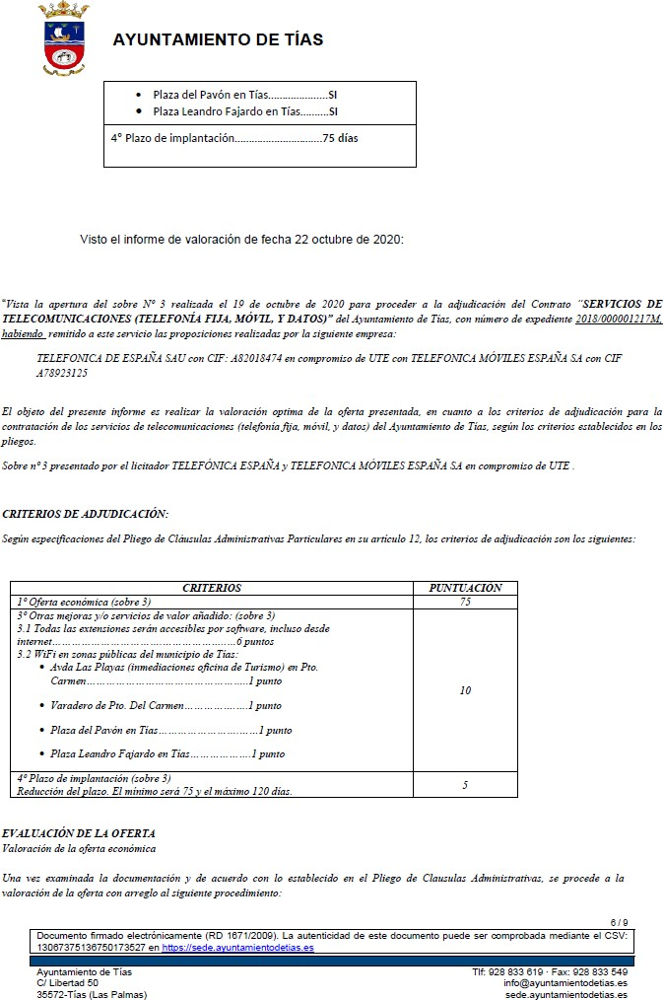 AYUNTAMIENTO DE TÍAS
• Plaza del Pavón en Tías.....................SI
• Plaza Leandro Fajardo en Tías..........SI
4º Plazo de implantación...............................75 días
Visto el informe de valoración de fecha 22 octubre de 2020:
"Vista la apertura del sobre Nº 3 realizada el 19 de octubre de 2020 para proceder a la adjudicación del Contrato "SERVICIOS DE
TELECOMUNICACIONES (TELEFONÍA FIJA, MÓVIL, Y DATOS)" del Ayuntamiento de Tías, con número de expediente 2018/000001217M,
habiendo remitido a este servicio las proposiciones realizadas por la siguiente empresa:
TELEFONICA DE ESPAÑA SAU con CIF: A82018474 en compromiso de UTE con TELEFONICA MÓVILES ESPAÑA SA con CIF
A78923125
El objeto del presente informe es realizar la valoración optima de la oferta presentada, en cuanto a los criterios de adjudicación para la
contratación de los servicios de telecomunicaciones (telefonía fija, móvil, y datos) del Ayuntamiento de Tías, según los criterios establecidos en los
pliegos.
Sobre nº 3 presentado por el licitador TELEFÓNICA ESPAÑA y TELEFONICA MÓVILES ESPAÑA SA en compromiso de UTE .
CRITERIOS DE ADJUDICACIÓN:
Según especificaciones del Pliego de Cláusulas Administrativas Particulares en su artículo 12, los criterios de adjudicación son los siguientes:
CRITERIOS PUNTUACIÓN
1º Oferta económica (sobre 3) 75
3º Otras mejoras y/o servicios de valor añadido: (sobre 3)
3.1 Todas las extensiones serán accesibles por software, incluso desde
internet……………………………………………6 puntos
3.2 WiFi en zonas públicas del municipio de Tías:
• Avda Las Playas (inmediaciones oficina de Turismo) en Pto.
Carmen………………………………………..1 punto
• Varadero de Pto. Del Carmen………………..1 punto
• Plaza del Pavón en Tías………………………1 punto
• Plaza Leandro Fajardo en Tías……………….1 punto
10
4º Plazo de implantación (sobre 3)
Reducción del plazo. El mínimo será 75 y el máximo 120 días.
5
EVALUACIÓN DE LA OFERTA
Valoración de la oferta económica
Una vez examinada la documentación y de acuerdo con lo establecido en el Pliego de Clausulas Administrativas, se procede a la
valoración de la oferta con arreglo al siguiente procedimiento:
6 / 9
Documento firmado electrónicamente (RD 1671/2009). La autenticidad de este documento puede ser comprobada mediante el CSV:
13067375136750173527 en https://sede.ayuntamientodetias.es
Ayuntamiento de Tías Tlf: 928 833 619 · Fax: 928 833 549
C/ Libertad 50 info@ayuntamientodetias.es
35572-Tías (Las Palmas) sede.ayuntamientodetias.es